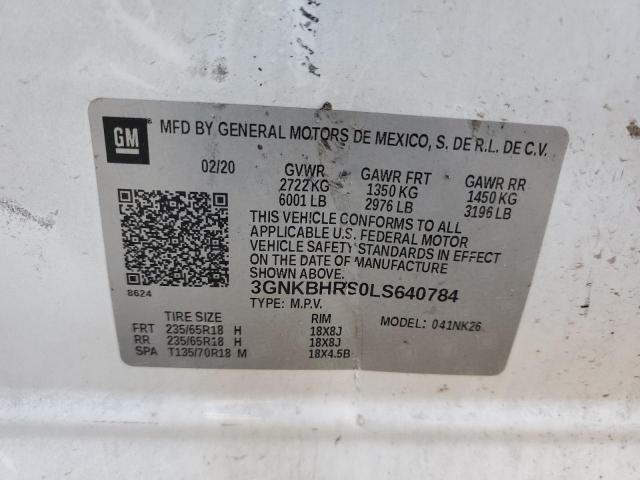 GM MFD BY GENERAL MOTORS DE MEXICO, S. DE R.L. DE C.V.
02/20 GVWR GAWR FRT GAWR RR
2722 KG 1350 KG 1450 KG
6001 LB 2976 LB 3196 LB
THIS VEHICLE CONFORMS TO ALL
APPLICABLE U.S. FEDERAL MOTOR
VEHICLE SAFETY STANDARDS IN EFFECT
ON THE DATE OF MANUFACTURE
SHOWN ABOVE.
8624 3GNKBHRS0LS640784
TYPE: M.P.V.
TIRE SIZE RIM MODEL: 041NK26
FRT 235/65R18 H 18X8J
RR 235/65R18 H 18X8J
SPA T135/70R18 M 18X4.5B